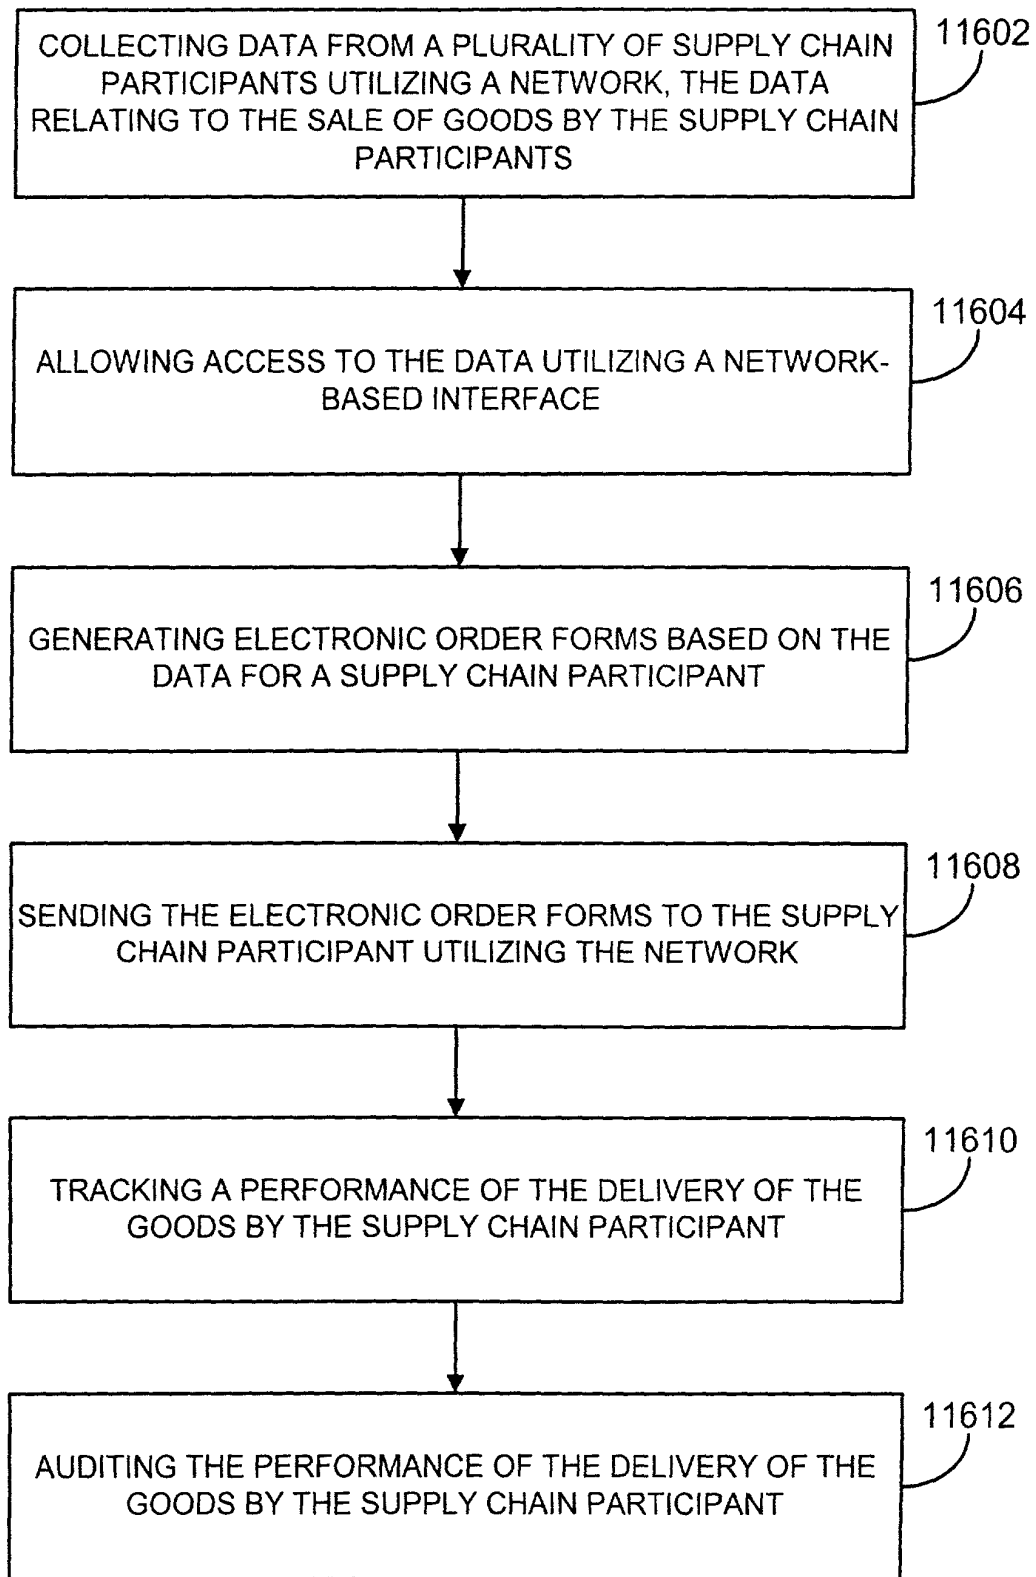 COLLECTING DATA FROM A PLURALITY OF SUPPLY CHAIN
PARTICIPANTS UTILIZING A NETWORK, THE DATA
RELATING TO THE SALE OF GOODS BY THE SUPPLY CHAIN
PARTICIPANTS
11602
ALLOWING ACCESS TO THE DATA UTILIZING A NETWORK-
BASED INTERFACE
11604
GENERATING ELECTRONIC ORDER FORMS BASED ON THE
DATA FOR A SUPPLY CHAIN PARTICIPANT
11606
SENDING THE ELECTRONIC ORDER FORMS TO THE SUPPLY
CHAIN PARTICIPANT UTILIZING THE NETWORK
11608
TRACKING A PERFORMANCE OF THE DELIVERY OF THE
GOODS BY THE SUPPLY CHAIN PARTICIPANT
11610
AUDITING THE PERFORMANCE OF THE DELIVERY OF THE
GOODS BY THE SUPPLY CHAIN PARTICIPANT
11612